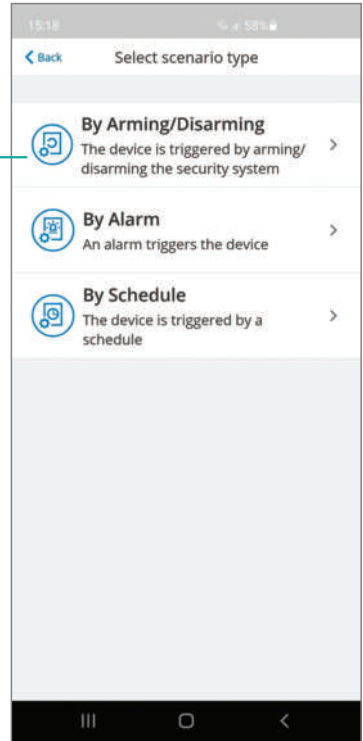 15:18 58%
Back Select scenario type
By Arming/Disarming
The device is triggered by arming/
disarming the security system
By Alarm
An alarm triggers the device
By Schedule
The device is triggered by a
schedule